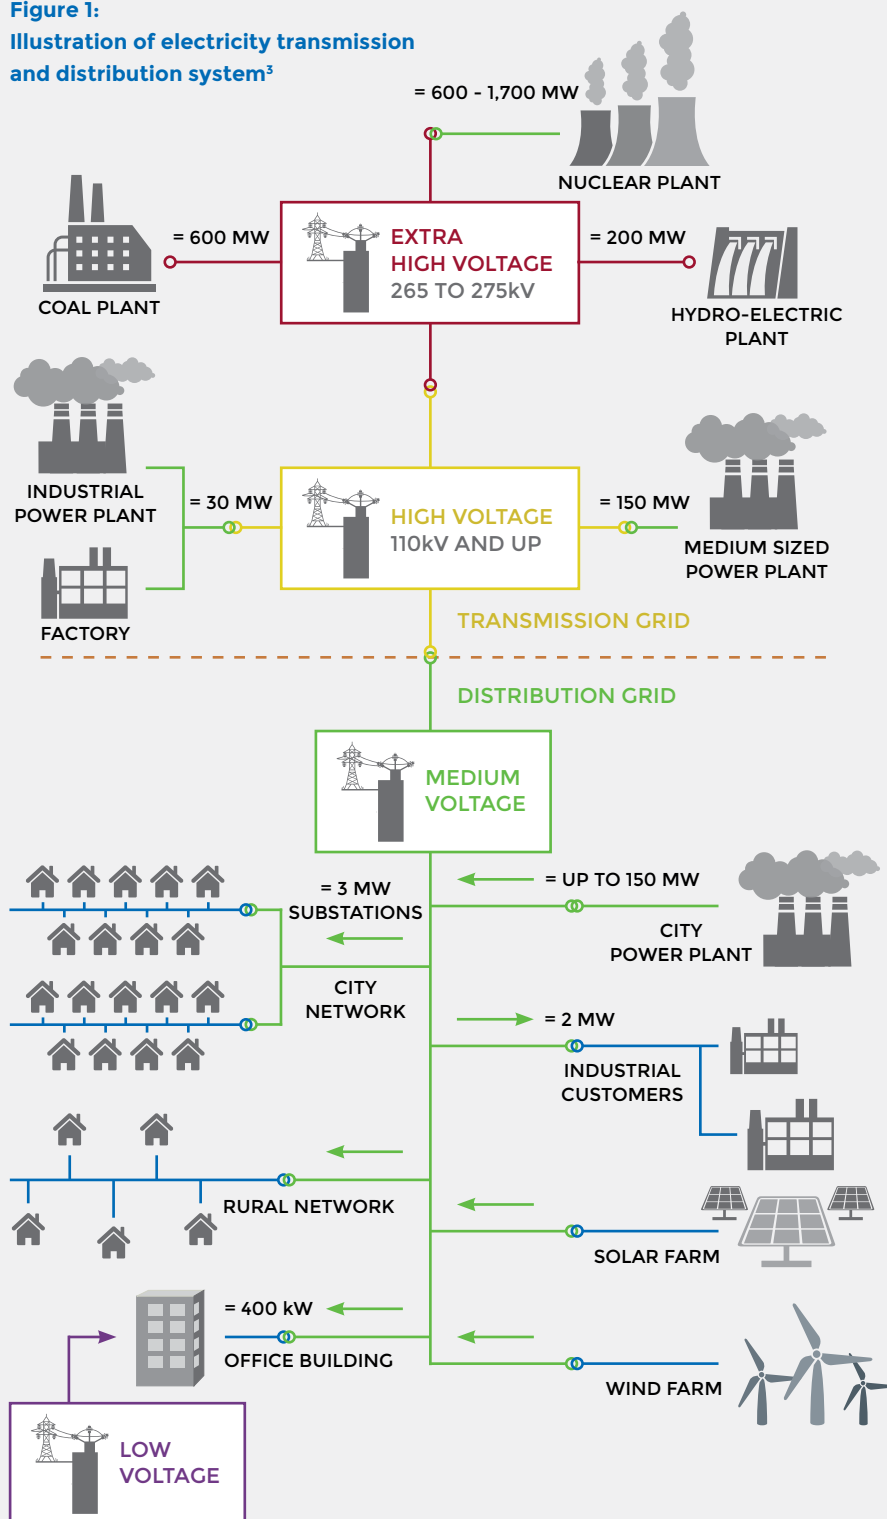 Figure 1:
Illustration of electricity transmission
and distribution system³
= 600 - 1,700 MW
NUCLEAR PLANT
= 600 MW
COAL PLANT
EXTRA
HIGH VOLTAGE
265 TO 275kV
= 200 MW
HYDRO-ELECTRIC
PLANT
INDUSTRIAL
POWER PLANT
= 30 MW
FACTORY
HIGH VOLTAGE
110kV AND UP
= 150 MW
MEDIUM SIZED
POWER PLANT
TRANSMISSION GRID
DISTRIBUTION GRID
MEDIUM
VOLTAGE
= 3 MW
SUBSTATIONS
CITY
NETWORK
= UP TO 150 MW
CITY
POWER PLANT
= 2 MW
INDUSTRIAL
CUSTOMERS
RURAL NETWORK
SOLAR FARM
= 400 kW
OFFICE BUILDING
WIND FARM
LOW
VOLTAGE